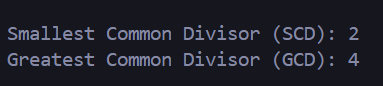 Smallest Common Divisor (SCD): 2
Greatest Common Divisor (GCD): 4